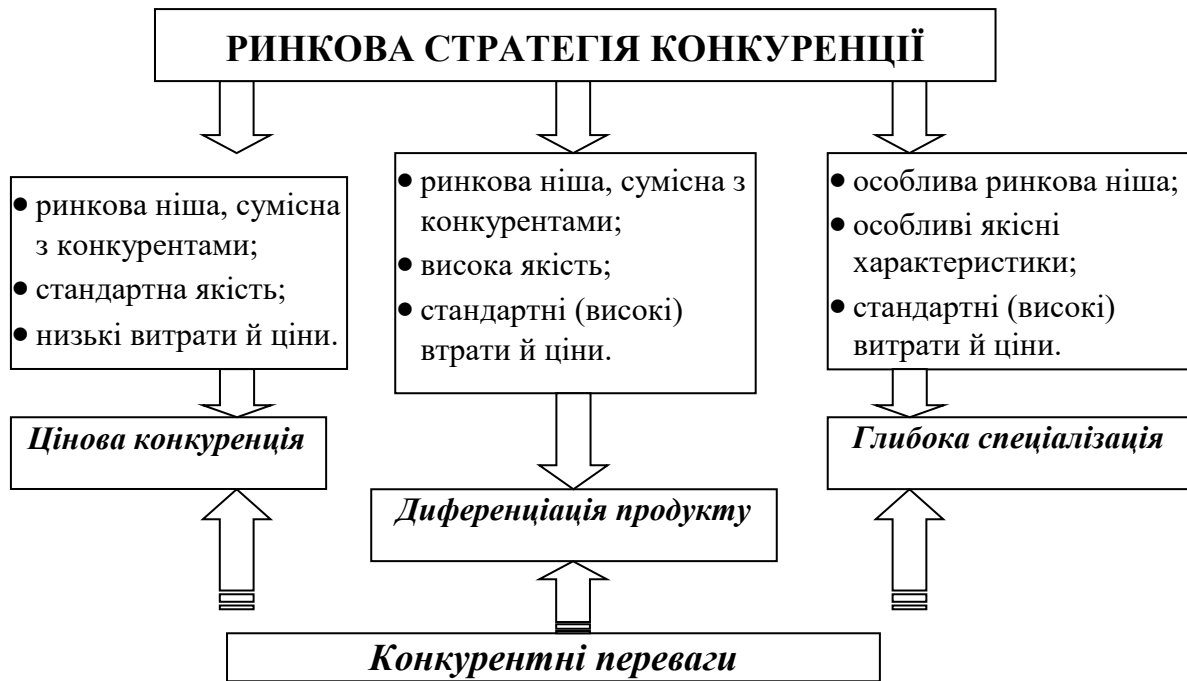 РИНКОВА СТРАТЕГІЯ КОНКУРЕНЦІЇ
• ринкова ніша, сумісна
з конкурентами;
• стандартна якість;
• низькі витрати й ціни.
• ринкова ніша, сумісна з
конкурентами;
• висока якість;
• стандартні (високі)
втрати й ціни.
• особлива ринкова ніша;
• особливі якісні
характеристики;
• стандартні (високі)
витрати й ціни.
Цінова конкуренція
Диференціація продукту
Глибока спеціалізація
Конкурентні переваги